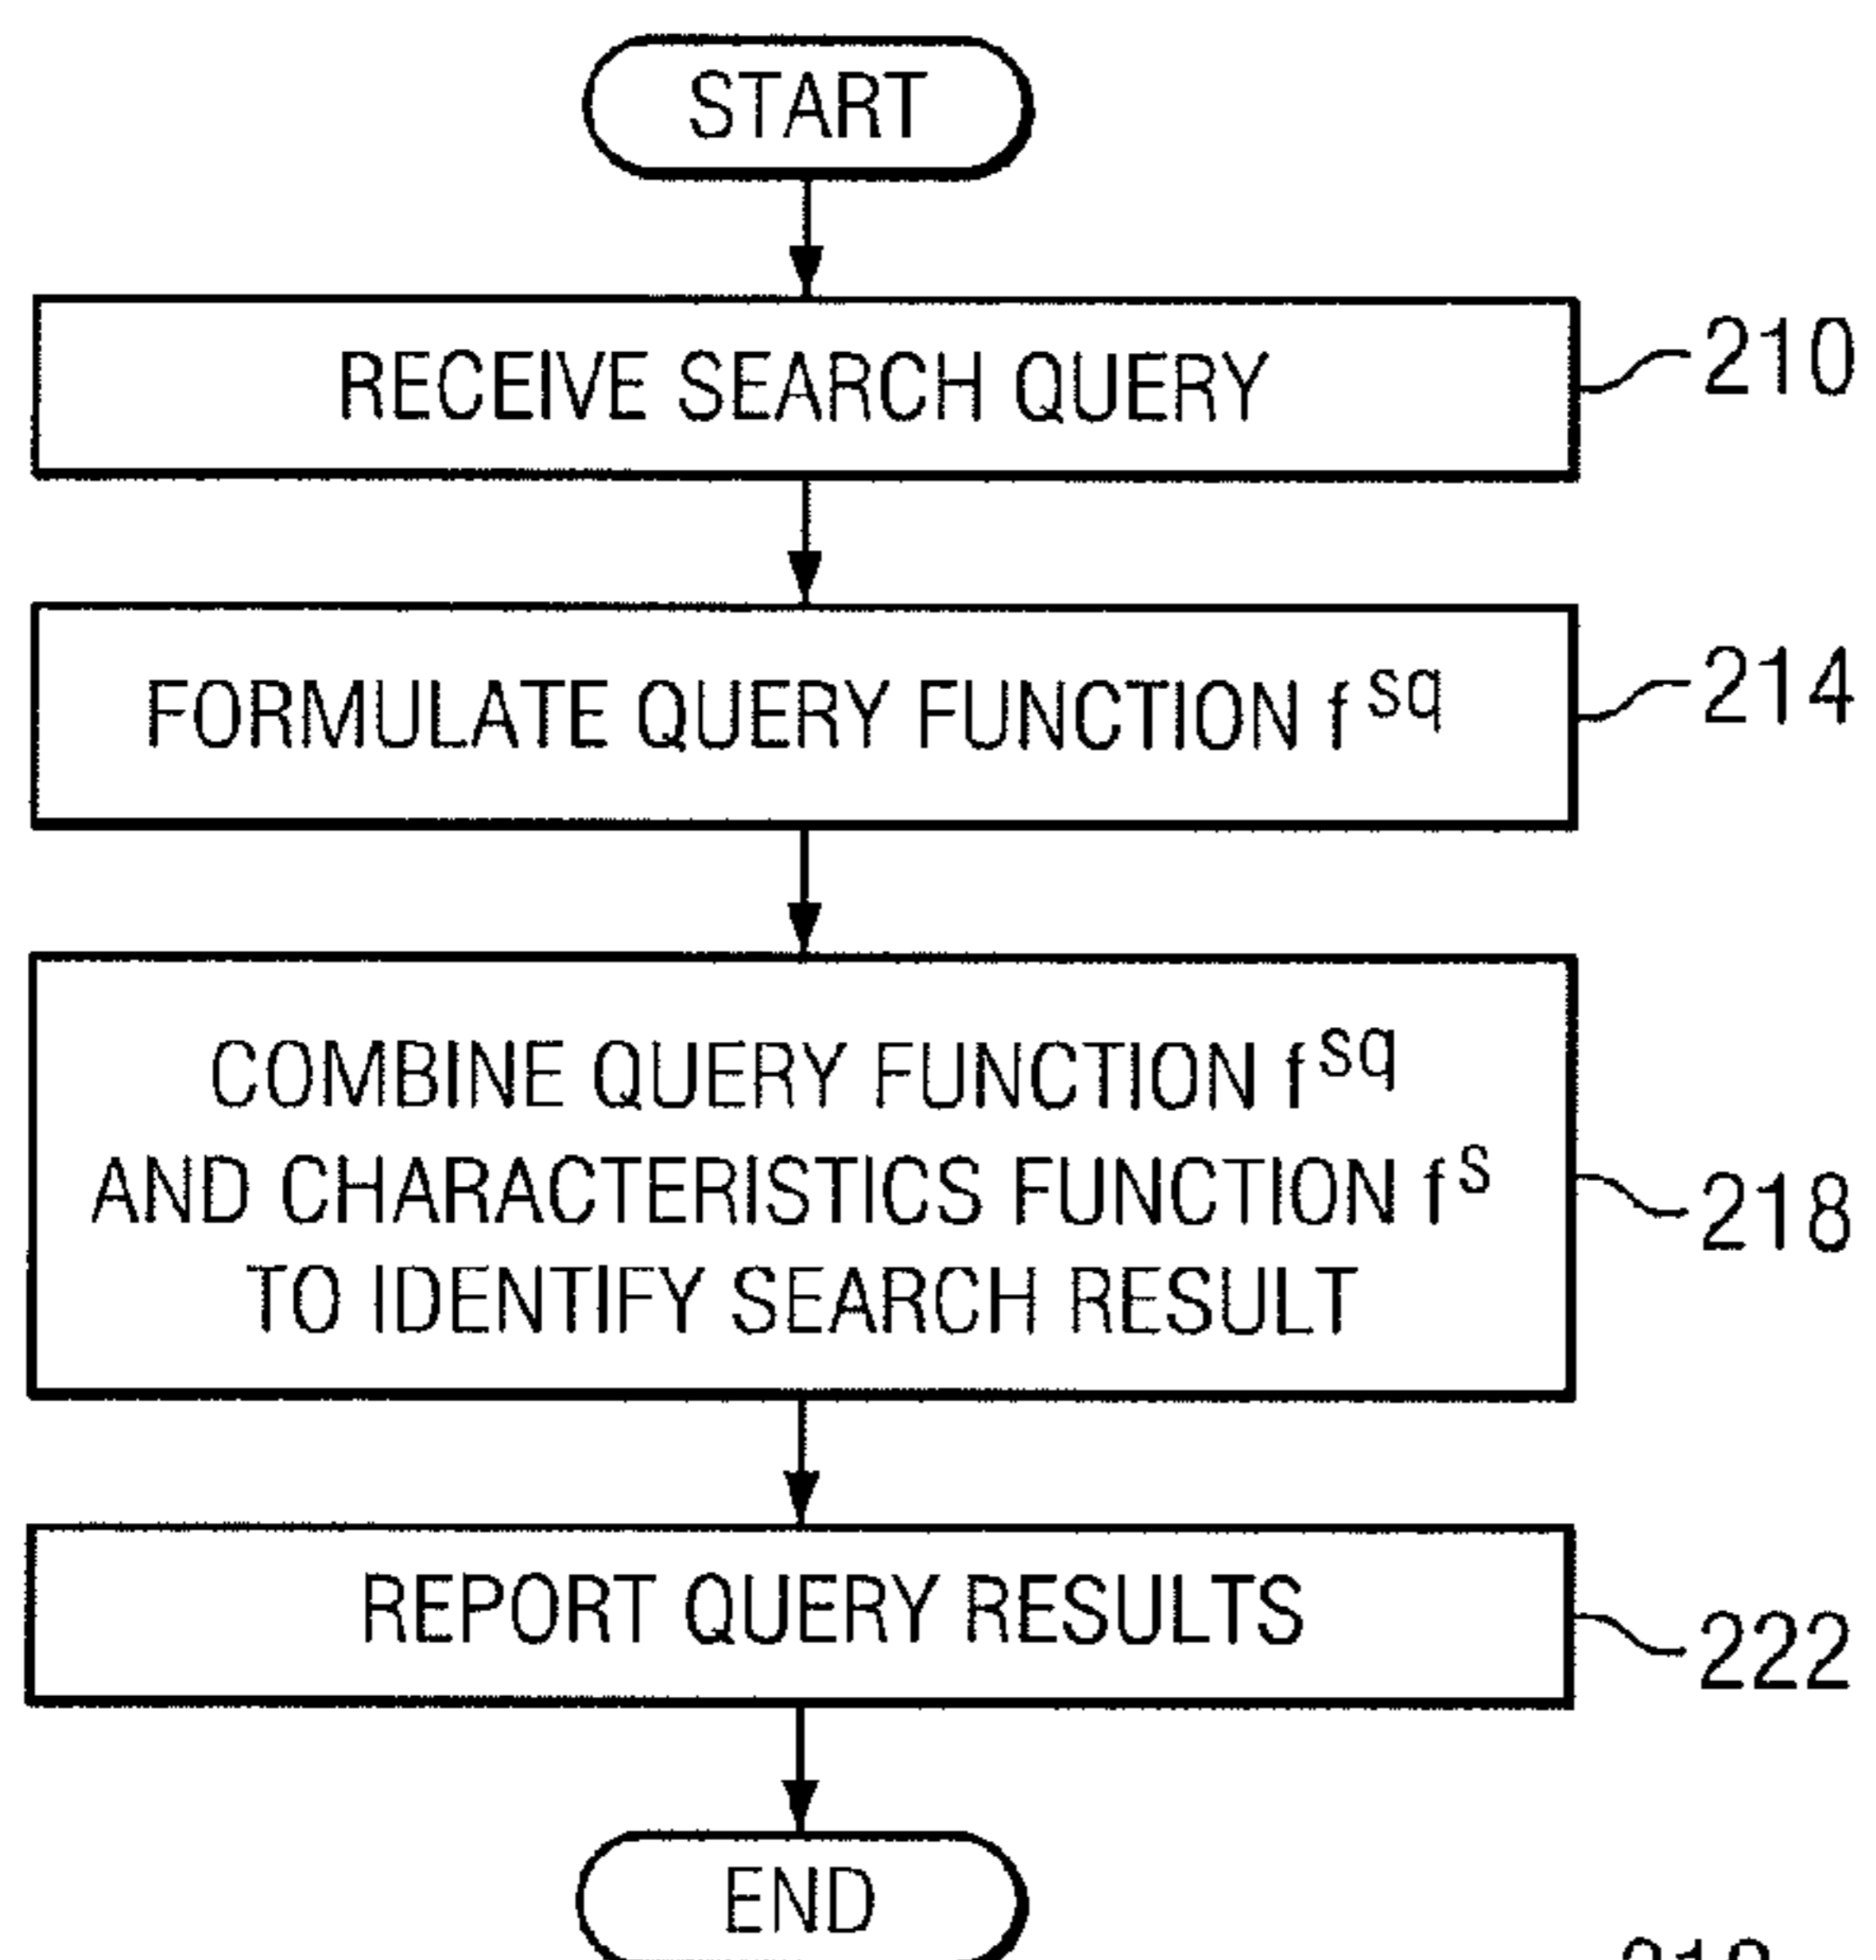 START
RECEIVE SEARCH QUERY
210
FORMULATE QUERY FUNCTION f^sq
214
COMBINE QUERY FUNCTION f^sq
AND CHARACTERISTICS FUNCTION f^s
TO IDENTIFY SEARCH RESULT
218
REPORT QUERY RESULTS
222
END